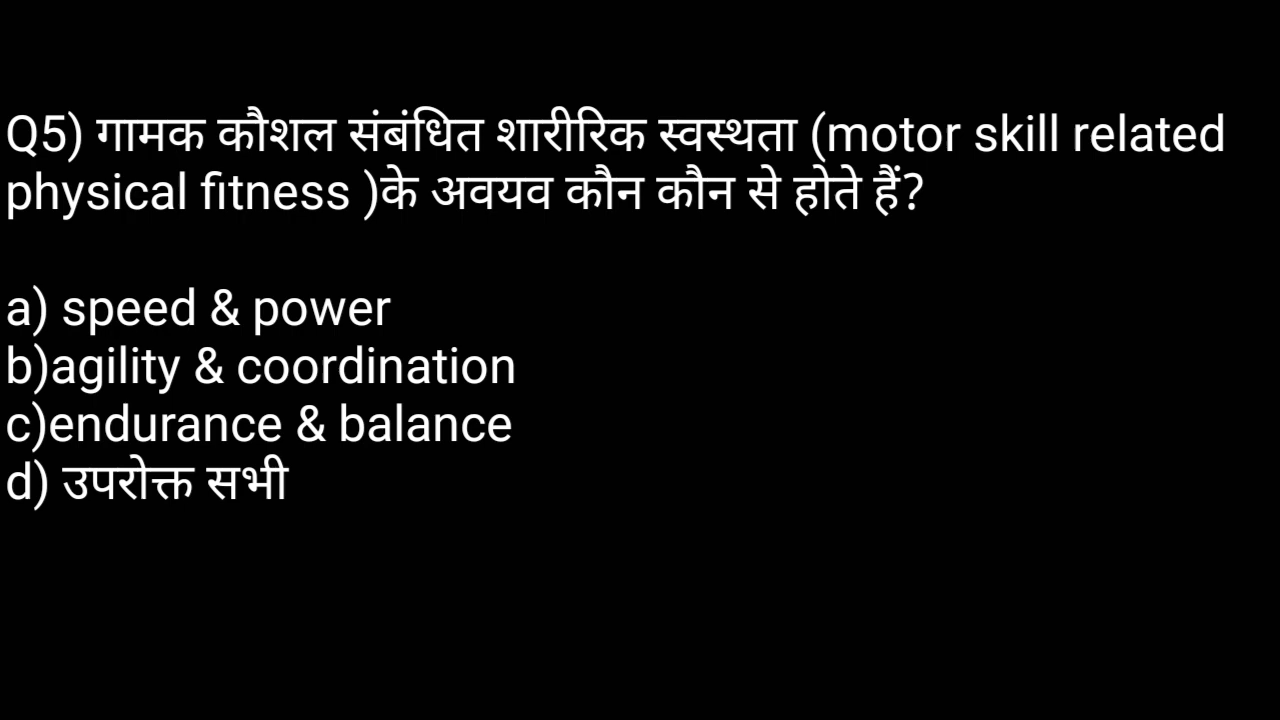 Q5) गामक कौशल संबंधित शारीरिक स्वस्थता (motor skill related
physical fitness )के अवयव कौन कौन से होते हैं?
a) speed & power
b)agility & coordination
c)endurance & balance
d) उपरोक्त सभी